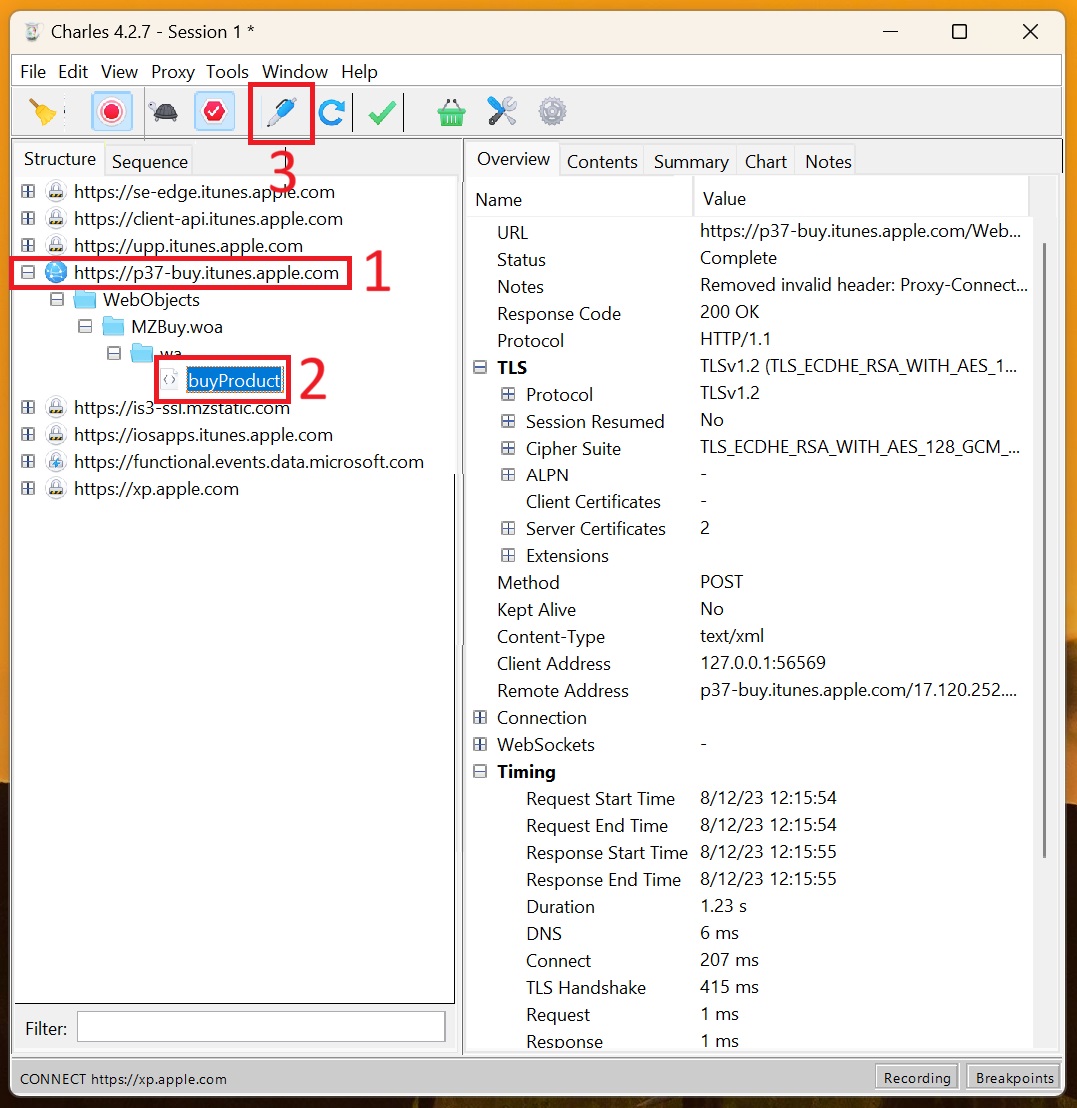 Charles 4.2.7 - Session 1 *
File Edit View Proxy Tools Window Help
3
Structure Sequence
https://se-edge.itunes.apple.com
https://client-api.itunes.apple.com
https://upp.itunes.apple.com
https://p37-buy.itunes.apple.com 1
WebObjects
MZBuy.woa
wa
buyProduct 2
https://is3-ssl.mzstatic.com
https://iosapps.itunes.apple.com
https://functional.events.data.microsoft.com
https://xp.apple.com
Filter:
Overview Contents Summary Chart Notes
Name Value
URL https://p37-buy.itunes.apple.com/Web...
Status Complete
Notes Removed invalid header: Proxy-Connect...
Response Code 200 OK
Protocol HTTP/1.1
TLS TLSv1.2 (TLS_ECDHE_RSA_WITH_AES_1...
Protocol TLSv1.2
Session Resumed No
Cipher Suite TLS_ECDHE_RSA_WITH_AES_128_GCM_...
ALPN -
Client Certificates -
Server Certificates 2
Extensions
Method POST
Kept Alive No
Content-Type text/xml
Client Address 127.0.0.1:56569
Remote Address p37-buy.itunes.apple.com/17.120.252....
Connection
WebSockets -
Timing
Request Start Time 8/12/23 12:15:54
Request End Time 8/12/23 12:15:54
Response Start Time 8/12/23 12:15:55
Response End Time 8/12/23 12:15:55
Duration 1.23 s
DNS 6 ms
Connect 207 ms
TLS Handshake 415 ms
Request 1 ms
Response 1 ms
CONNECT https://xp.apple.com Recording Breakpoints